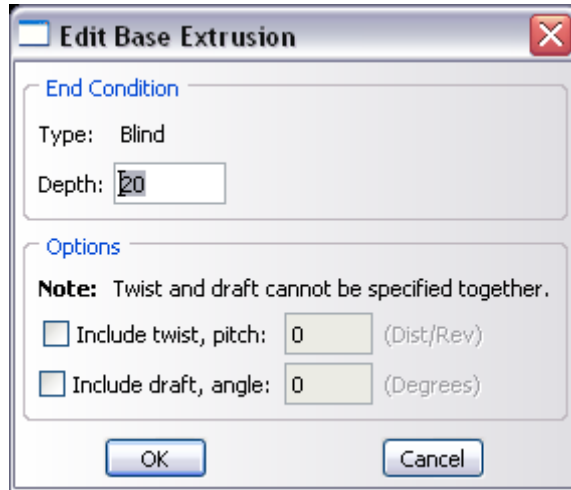 Edit Base Extrusion
End Condition
Type: Blind
Depth: 20
Options
Note: Twist and draft cannot be specified together.
Include twist, pitch: 0 (Dist/Rev)
Include draft, angle: 0 (Degrees)
OK Cancel